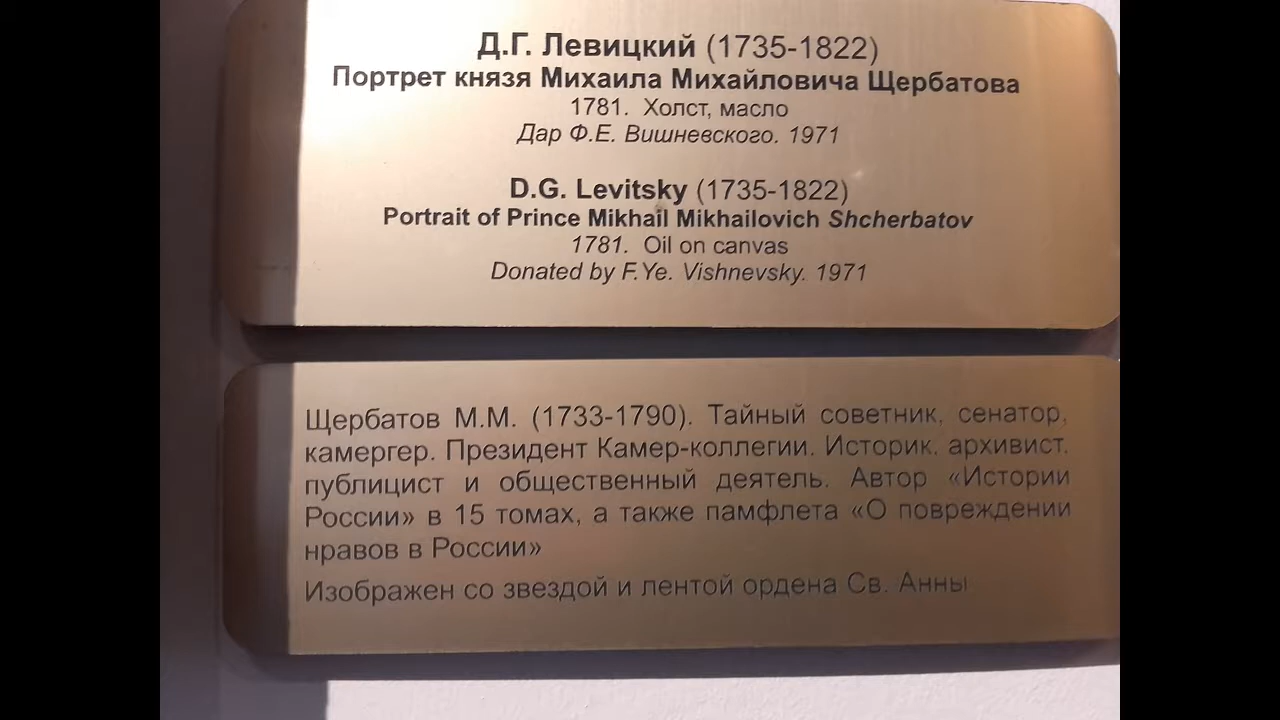 Д.Г. Левицкий (1735-1822)
Портрет князя Михаила Михайловича Щербатова
1781. Холст, масло
Дар Ф.Е. Вишневского. 1971
D.G. Levitsky (1735-1822)
Portrait of Prince Mikhail Mikhailovich Shcherbatov
1781. Oil on canvas
Donated by F.Ye. Vishnevsky. 1971
Щербатов М.М. (1733-1790). Тайный советник, сенатор,
камергер. Президент Камер-коллегии. Историк, архивист,
публицист и общественный деятель. Автор «Истории
России» в 15 томах, а также памфлета «О повреждении
нравов в России»
Изображен со звездой и лентой ордена Св. Анны